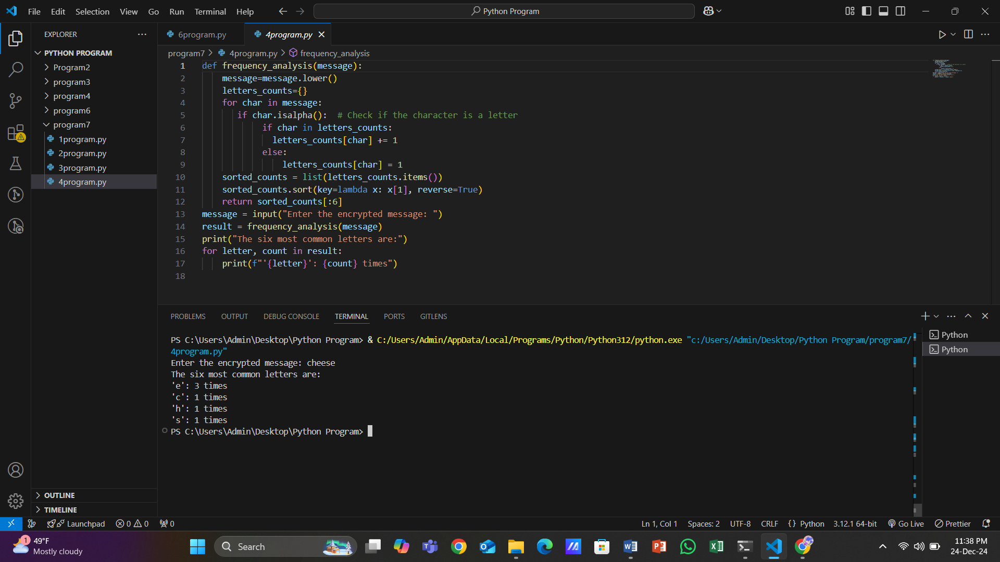 File Edit Selection View Go Run Terminal Help
Python Program
EXPLORER
PYTHON PROGRAM
Program2
program3
program4
program6
program7
1program.py
2program.py
3program.py
4program.py
OUTLINE
TIMELINE
6program.py
4program.py
program7 > 4program.py > frequency_analysis
1 def frequency_analysis(message):
2 message=message.lower()
3 letters_counts={}
4 for char in message:
5 if char.isalpha():  # Check if the character is a letter
6 if char in letters_counts:
7 letters_counts[char] += 1
8 else:
9 letters_counts[char] = 1
10 sorted_counts = list(letters_counts.items())
11 sorted_counts.sort(key=lambda x: x[1], reverse=True)
12 return sorted_counts[:6]
13 message = input("Enter the encrypted message: ")
14 result = frequency_analysis(message)
15 print("The six most common letters are:")
16 for letter, count in result:
17 print(f"'{letter}': {count} times")
18
PROBLEMS OUTPUT DEBUG CONSOLE TERMINAL PORTS GITLENS
PS C:\Users\Admin\Desktop\Python Program> & C:/Users/Admin/AppData/Local/Programs/Python/Python312/python.exe "c:/Users/Admin/Desktop/Python Program/program7/
4program.py"
Enter the encrypted message: cheese
The six most common letters are:
'e': 3 times
'c': 1 times
'h': 1 times
's': 1 times
PS C:\Users\Admin\Desktop\Python Program>
Python
Python
Launchpad 0 0 0
Ln 1, Col 1 Spaces: 2 UTF-8 CRLF {} Python 3.12.1 64-bit Go Live Prettier
1
49°F
Mostly cloudy
Search
11:38 PM
24-Dec-24